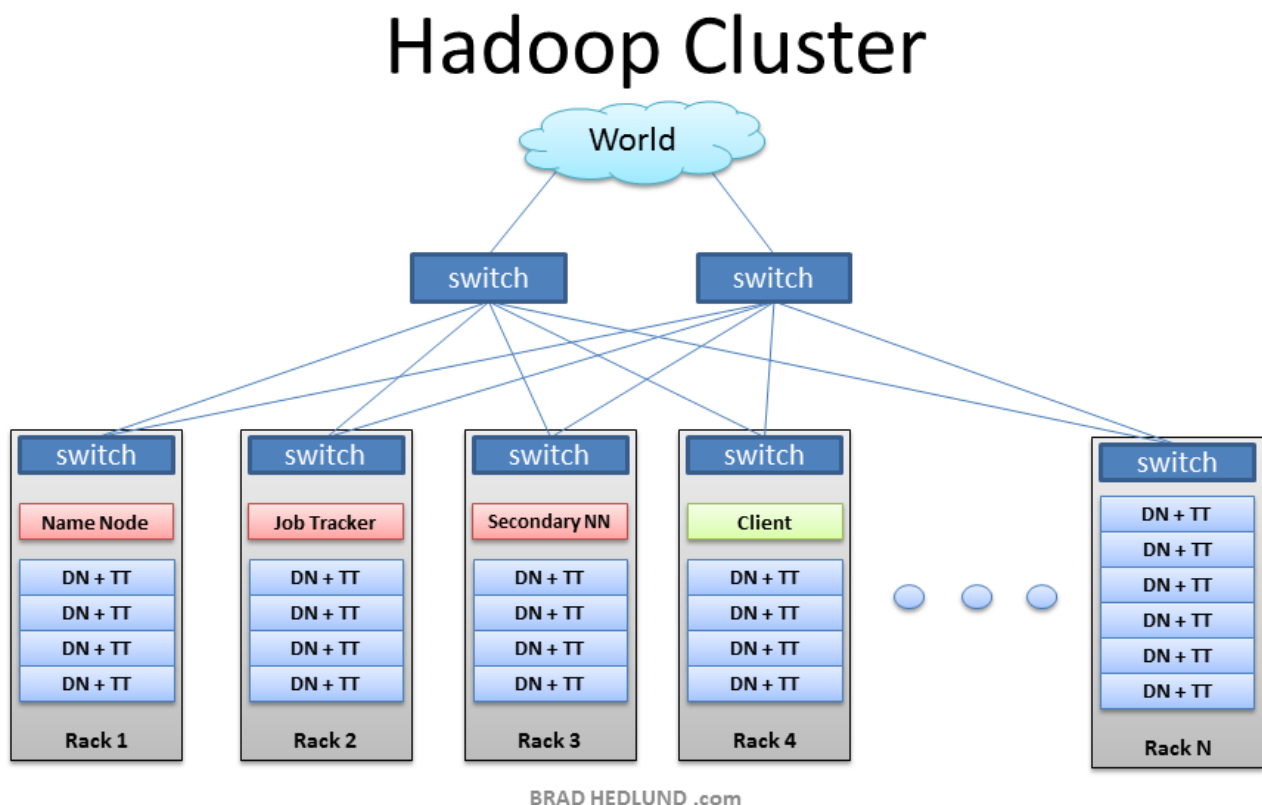 Hadoop Cluster
World
switch
switch
switch
Name Node
DN + TT
DN + TT
DN + TT
DN + TT
Rack 1
switch
Job Tracker
DN + TT
DN + TT
DN + TT
DN + TT
Rack 2
switch
Secondary NN
DN + TT
DN + TT
DN + TT
DN + TT
Rack 3
switch
Client
DN + TT
DN + TT
DN + TT
DN + TT
Rack 4
switch
DN + TT
DN + TT
DN + TT
DN + TT
DN + TT
DN + TT
Rack N
BRAD HEDLUND .com